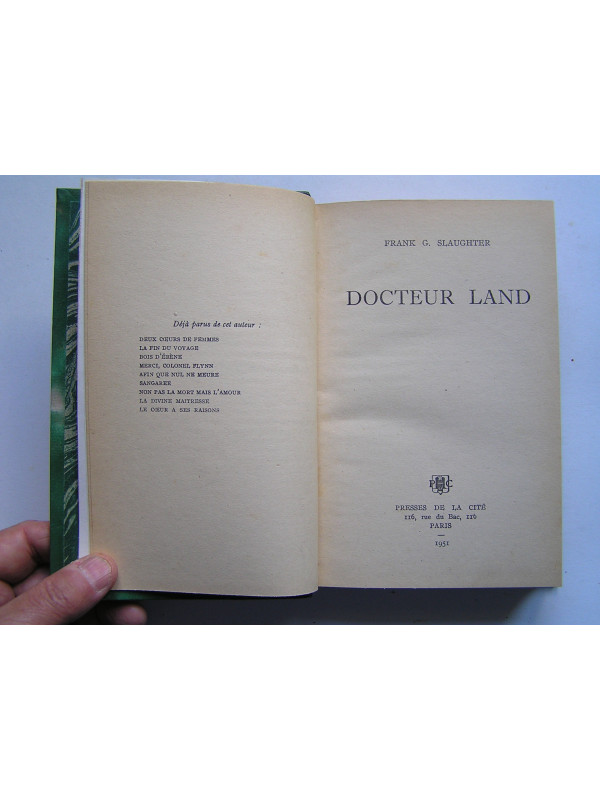 Déjà parus de cet auteur :
DEUX CŒURS DE FEMMES
LA FIN DU VOYAGE
BOIS D'ÉBÈNE
MERCI, COLONEL FLYNN
AFIN QUE NUL NE MEURE
SANGAREE
NON PAS LA MORT MAIS L'AMOUR
LA DIVINE MAITRESSE
LE CŒUR A SES RAISONS
FRANK G. SLAUGHTER
DOCTEUR LAND
P C
PRESSES DE LA CITÉ
116, rue du Bac, 116
PARIS
—
1951